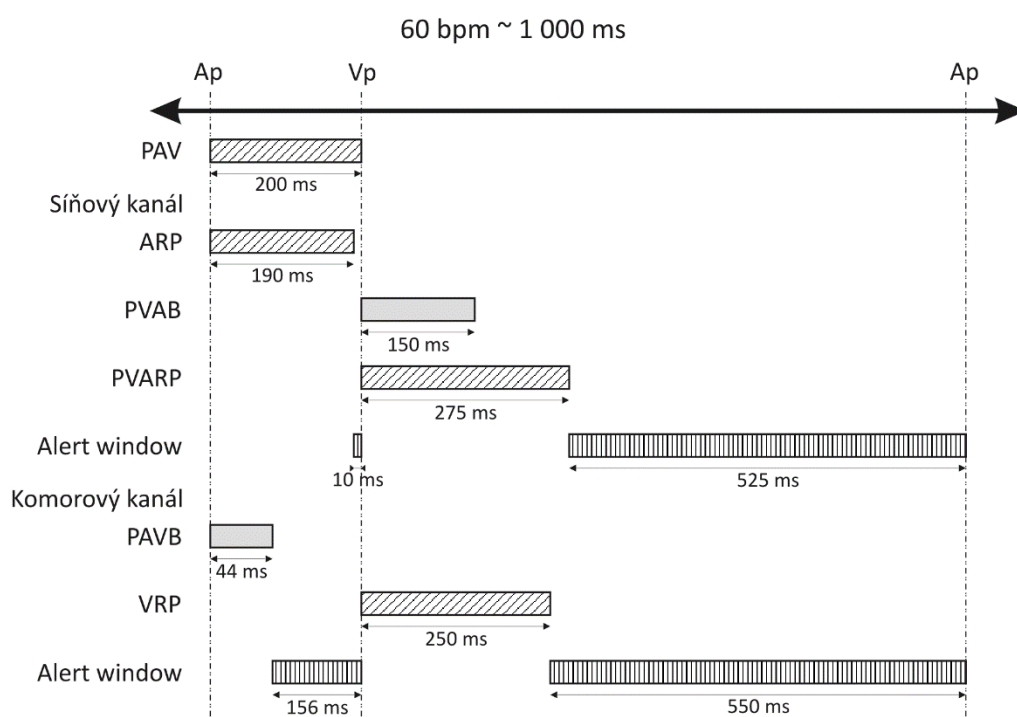 60 bpm ~ 1 000 ms
Ap Vp Ap
PAV
200 ms
Síňový kanál
ARP
190 ms
PVAB
150 ms
PVARP
275 ms
Alert window
10 ms 525 ms
Komorový kanál
PAVB
44 ms
VRP
250 ms
Alert window
156 ms 550 ms